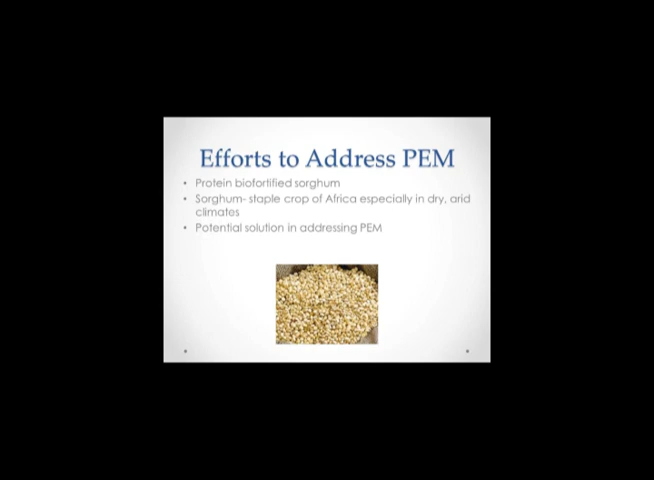 Efforts to Address PEM
• Protein biofortified sorghum
• Sorghum- staple crop of Africa especially in dry, arid
climates
• Potential solution in addressing PEM